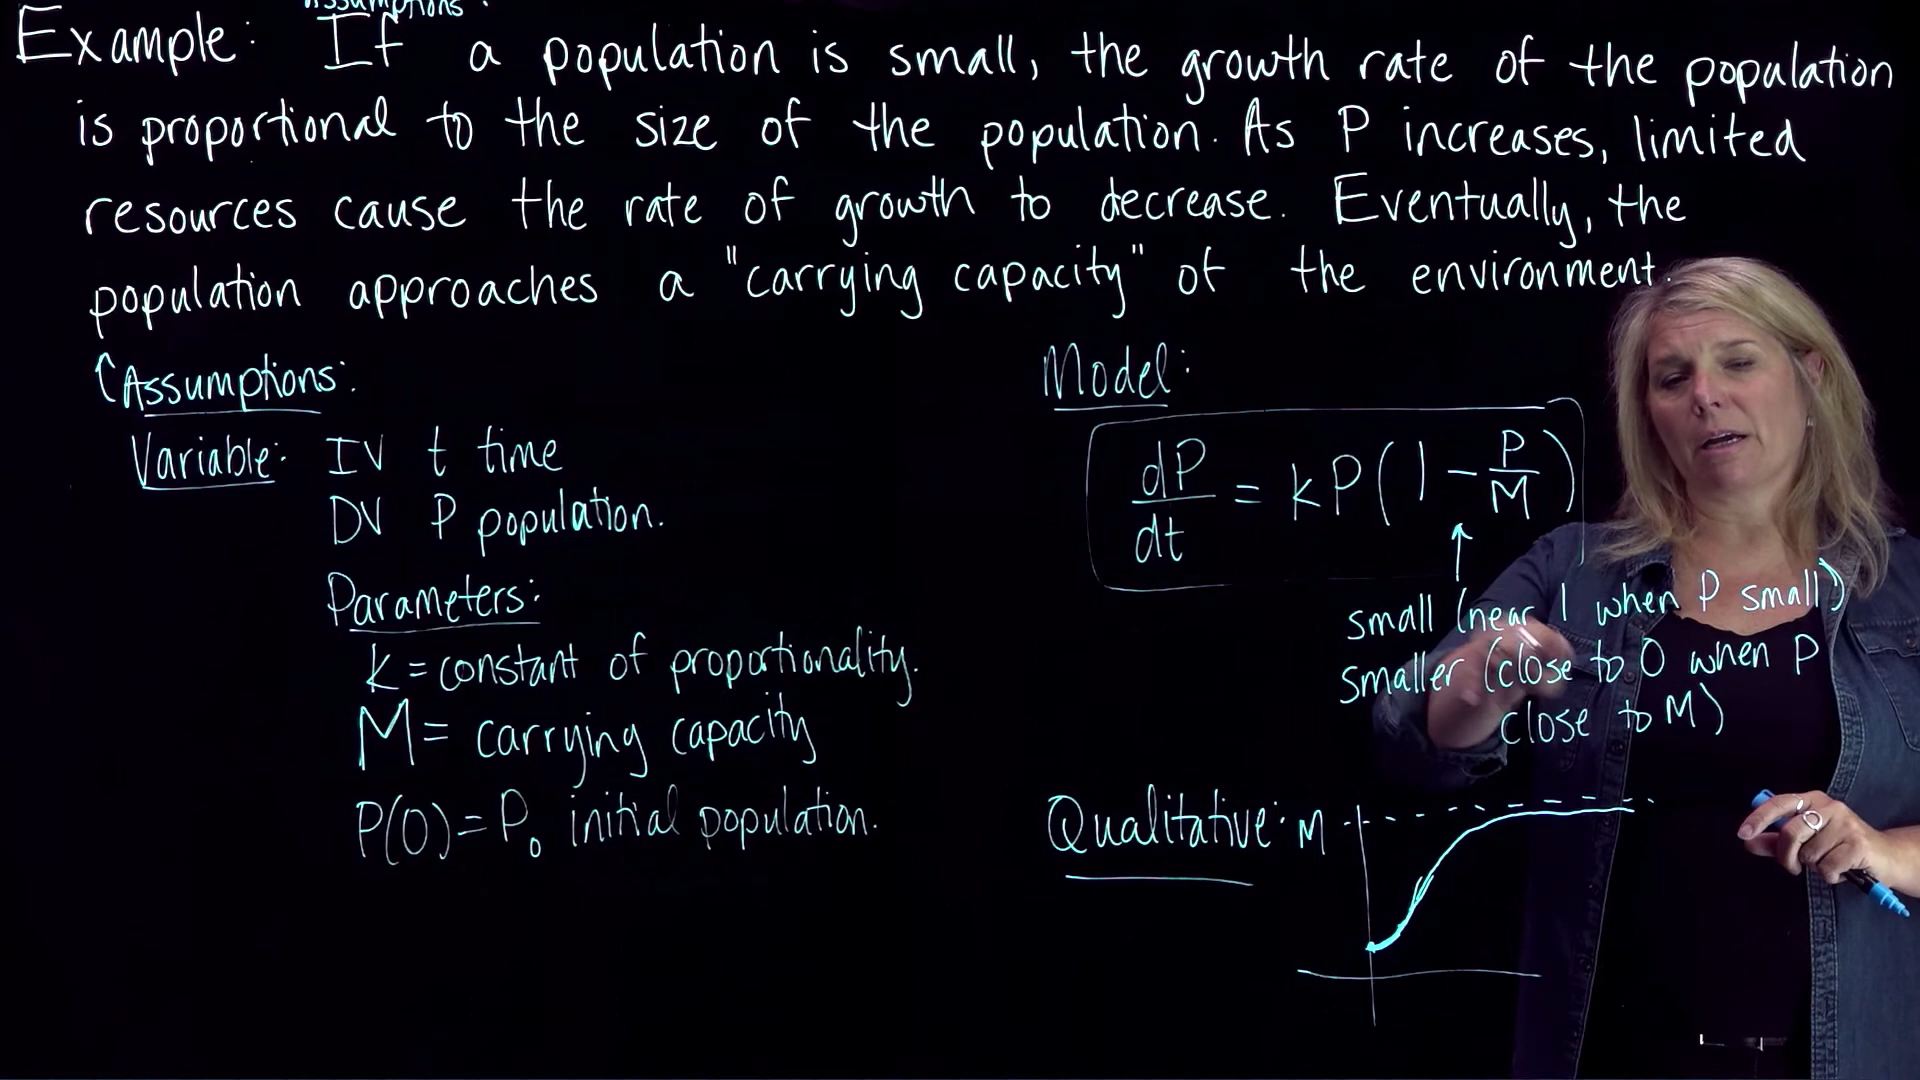 Assumptions:
Example: If a population is small, the growth rate of the population
is proportional to the size of the population. As P increases, limited
resources cause the rate of growth to decrease. Eventually, the
population approaches a "carrying capacity" of the environment.
(Assumptions:
Variable: IV t time
DV P population.
Parameters:
k = constant of proportionality.
M = carrying capacity
P(0) = P₀ initial population.
Model:
dP/dt = kP(1 - P/M)
↑
small (near 1 when P small)
smaller (close to 0 when P
close to M)
Qualitative: M